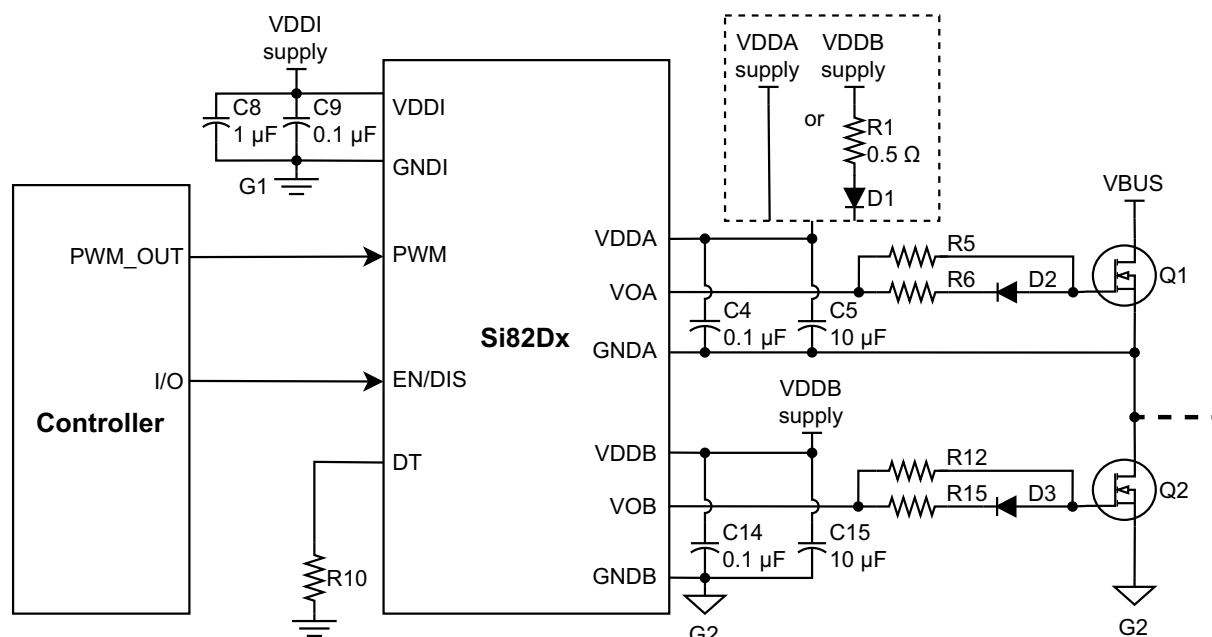 VDDI
supply
C8
1 µF
C9
0.1 µF
G1
VDDI
GNDI
PWM
EN/DIS
DT
Si82Dx
VDDA
VOA
GNDA
VDDB
VOB
GNDB
PWM_OUT
I/O
Controller
R10
VDDA
supply
or
VDDB
supply
R1
0.5 Ω
D1
C4
0.1 µF
C5
10 µF
R5
R6
D2
VBUS
Q1
VDDB
supply
C14
0.1 µF
C15
10 µF
R12
R15
D3
Q2
G2
G2